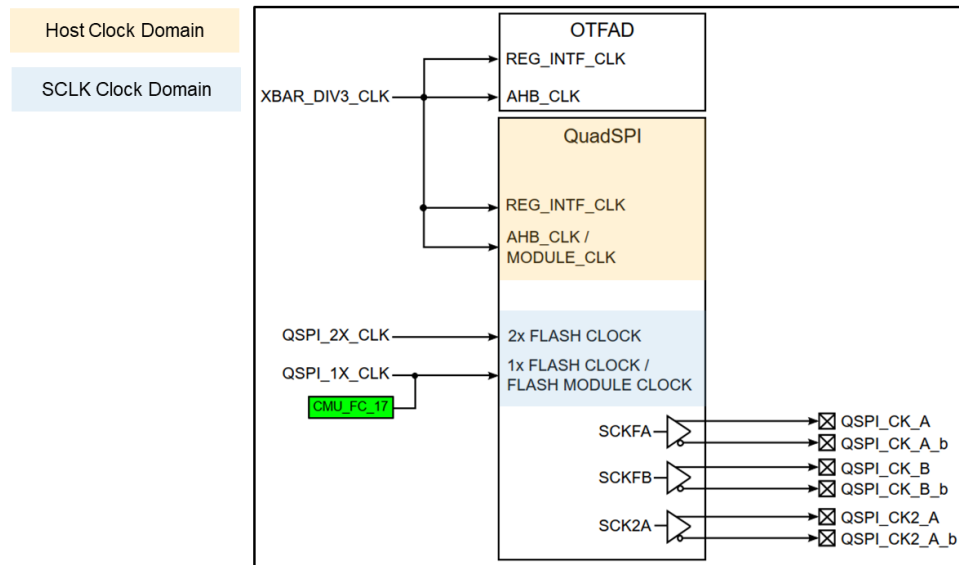 Host Clock Domain
SCLK Clock Domain
OTFAD
REG_INTF_CLK
XBAR_DIV3_CLK
AHB_CLK
QuadSPI
REG_INTF_CLK
AHB_CLK /
MODULE_CLK
QSPI_2X_CLK
2x FLASH CLOCK
QSPI_1X_CLK
1x FLASH CLOCK /
FLASH MODULE CLOCK
CMU_FC_17
SCKFA
QSPI_CK_A
QSPI_CK_A_b
SCKFB
QSPI_CK_B
QSPI_CK_B_b
SCK2A
QSPI_CK2_A
QSPI_CK2_A_b